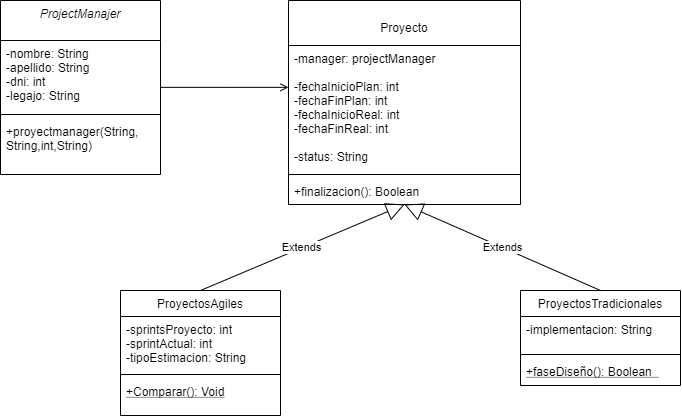 ProjectManajer
-nombre: String
-apellido: String
-dni: int
-legajo: String
+proyectmanager(String,
String,int,String)
Proyecto
-manager: projectManager
-fechaInicioPlan: int
-fechaFinPlan: int
-fechaInicioReal: int
-fechaFinReal: int
-status: String
+finalizacion(): Boolean
Extends
Extends
ProyectosAgiles
-sprintsProyecto: int
-sprintActual: int
-tipoEstimacion: String
+Comparar(): Void
ProyectosTradicionales
-implementacion: String
+faseDiseño(): Boolean